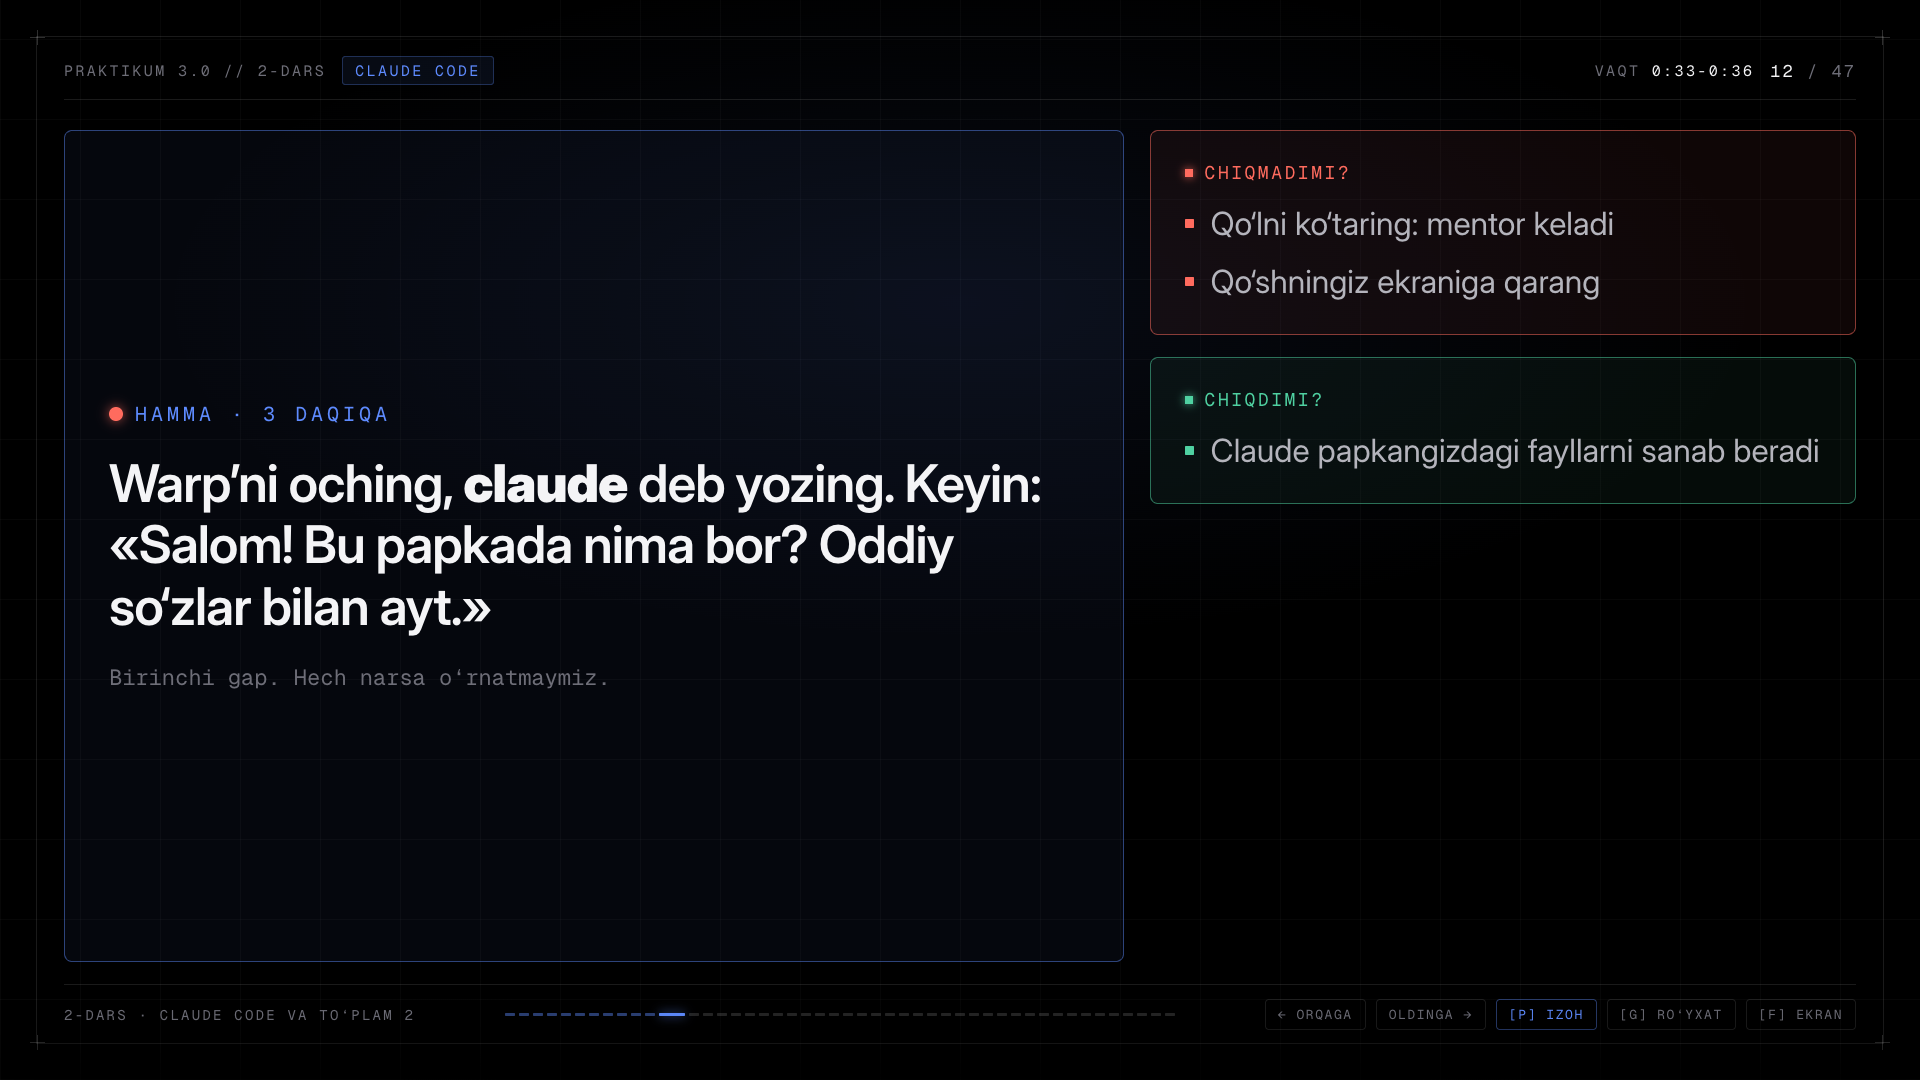 PRAKTIKUM 3.0 // 2-DARS
CLAUDE CODE
VAQT 0:33-0:36 12 / 47
HAMMA · 3 DAQIQA
Warp’ni oching, claude deb yozing. Keyin:
«Salom! Bu papkada nima bor? Oddiy
so‘zlar bilan ayt.»
Birinchi gap. Hech narsa o‘rnatmaymiz.
CHIQMADIMI?
Qo‘lni ko‘taring: mentor keladi
Qo‘shningiz ekraniga qarang
CHIQDIMI?
Claude papkangizdagi fayllarni sanab beradi
2-DARS · CLAUDE CODE VA TO‘PLAM 2
← ORQAGA
OLDINGA →
[P] IZOH
[G] RO‘YXAT
[F] EKRAN